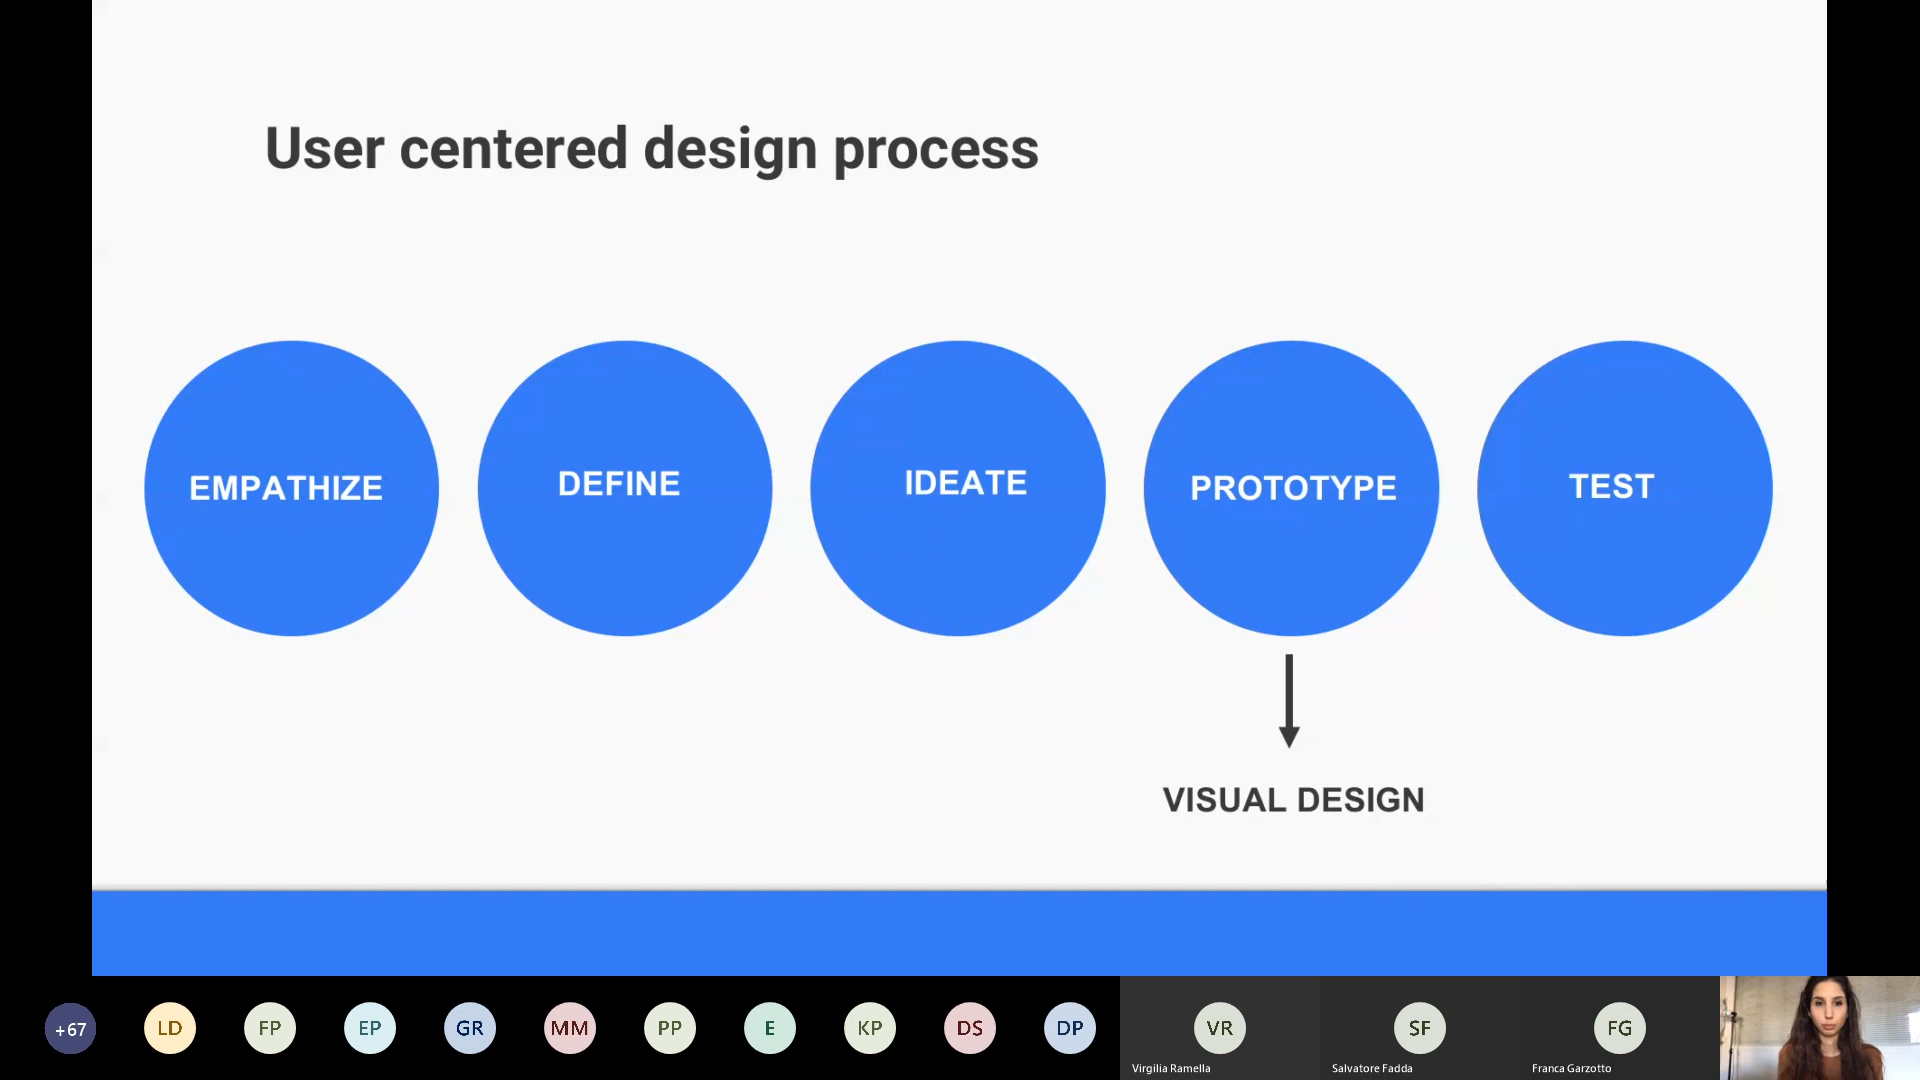 User centered design process
EMPATHIZE
DEFINE
IDEATE
PROTOTYPE
TEST
VISUAL DESIGN
+67
LD
FP
EP
GR
MM
PP
E
KP
DS
DP
VR
SF
FG
Virgilia Ramella
Salvatore Fadda
Franca Garzotto